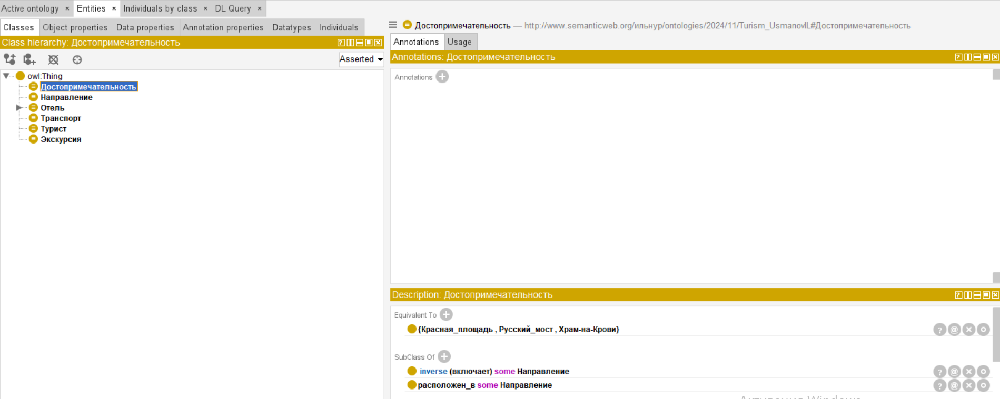 Active ontology × Entities × Individuals by class × DL Query ×
Classes Object properties Data properties Annotation properties Datatypes Individuals
Class hierarchy: Достопримечательность
Asserted
owl:Thing
Достопримечательность
Направление
Отель
Транспорт
Турист
Экскурсия
Достопримечательность — http://www.semanticweb.org/ильнур/ontologies/2024/11/Turism_UsmanovIL#Достопримечательность
Annotations Usage
Annotations: Достопримечательность
Annotations
Description: Достопримечательность
Equivalent To
{Красная_площадь , Русский_мост , Храм-на-Крови}
SubClass Of
inverse (включает) some Направление
расположен_в some Направление
Активация Windows